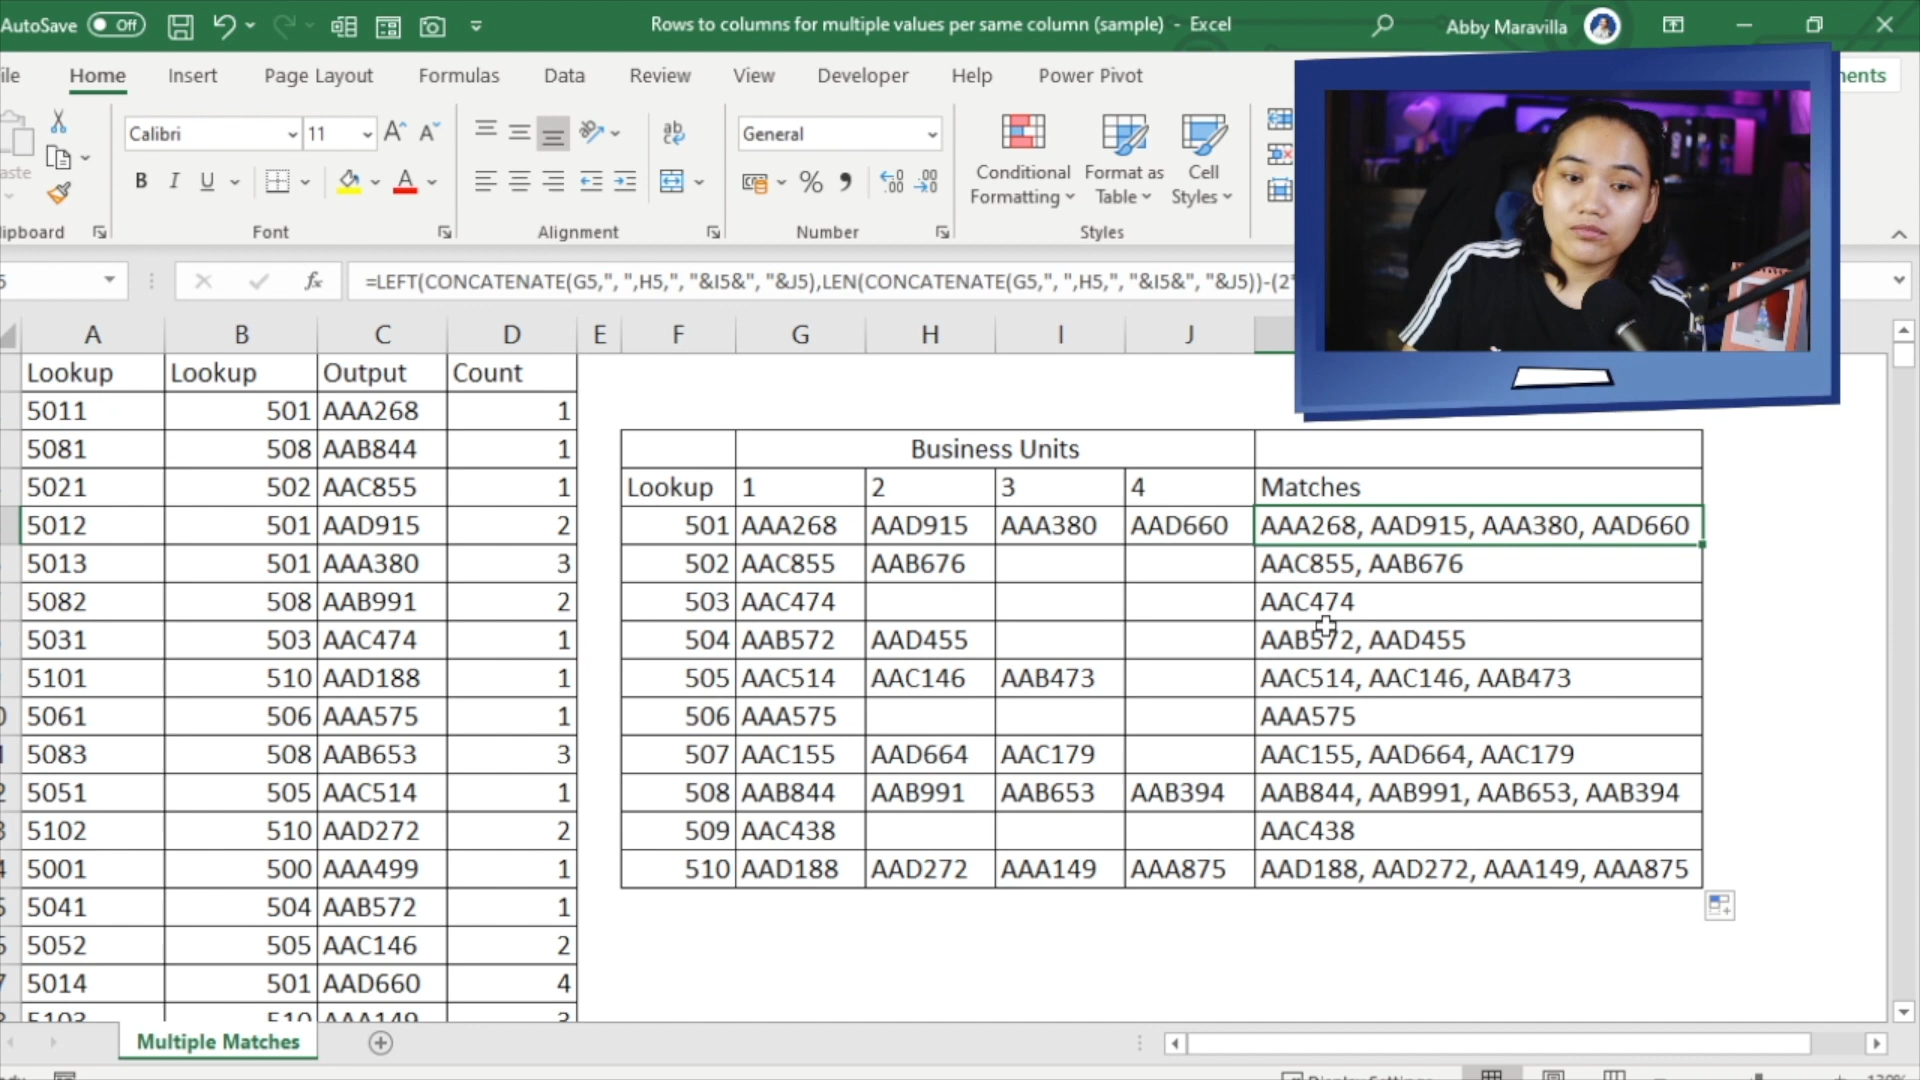 AutoSave Off Rows to columns for multiple values per same column (sample) - Excel Abby Maravilla
Home Insert Page Layout Formulas Data Review View Developer Help Power Pivot
Calibri 11 General
B I U
Conditional Formatting Format as Table Cell Styles
Font Alignment Number Styles
=LEFT(CONCATENATE(G5,", ",H5,", "&I5&", "&J5),LEN(CONCATENATE(G5,", ",H5,", "&I5&", "&J5))-(2
A B C D E F G H I J
Lookup Lookup Output Count
5011 501 AAA268 1
5081 508 AAB844 1 Business Units
5021 502 AAC855 1 Lookup 1 2 3 4 Matches
5012 501 AAD915 2 501 AAA268 AAD915 AAA380 AAD660 AAA268, AAD915, AAA380, AAD660
5013 501 AAA380 3 502 AAC855 AAB676 AAC855, AAB676
5082 508 AAB991 2 503 AAC474 AAC474
5031 503 AAC474 1 504 AAB572 AAD455 AAB572, AAD455
5101 510 AAD188 1 505 AAC514 AAC146 AAB473 AAC514, AAC146, AAB473
5061 506 AAA575 1 506 AAA575 AAA575
5083 508 AAB653 3 507 AAC155 AAD664 AAC179 AAC155, AAD664, AAC179
5051 505 AAC514 1 508 AAB844 AAB991 AAB653 AAB394 AAB844, AAB991, AAB653, AAB394
5102 510 AAD272 2 509 AAC438 AAC438
5001 500 AAA499 1 510 AAD188 AAD272 AAA149 AAA875 AAD188, AAD272, AAA149, AAA875
5041 504 AAB572 1
5052 505 AAC146 2
5014 501 AAD660 4
5103 510 AAA149 3
Multiple Matches